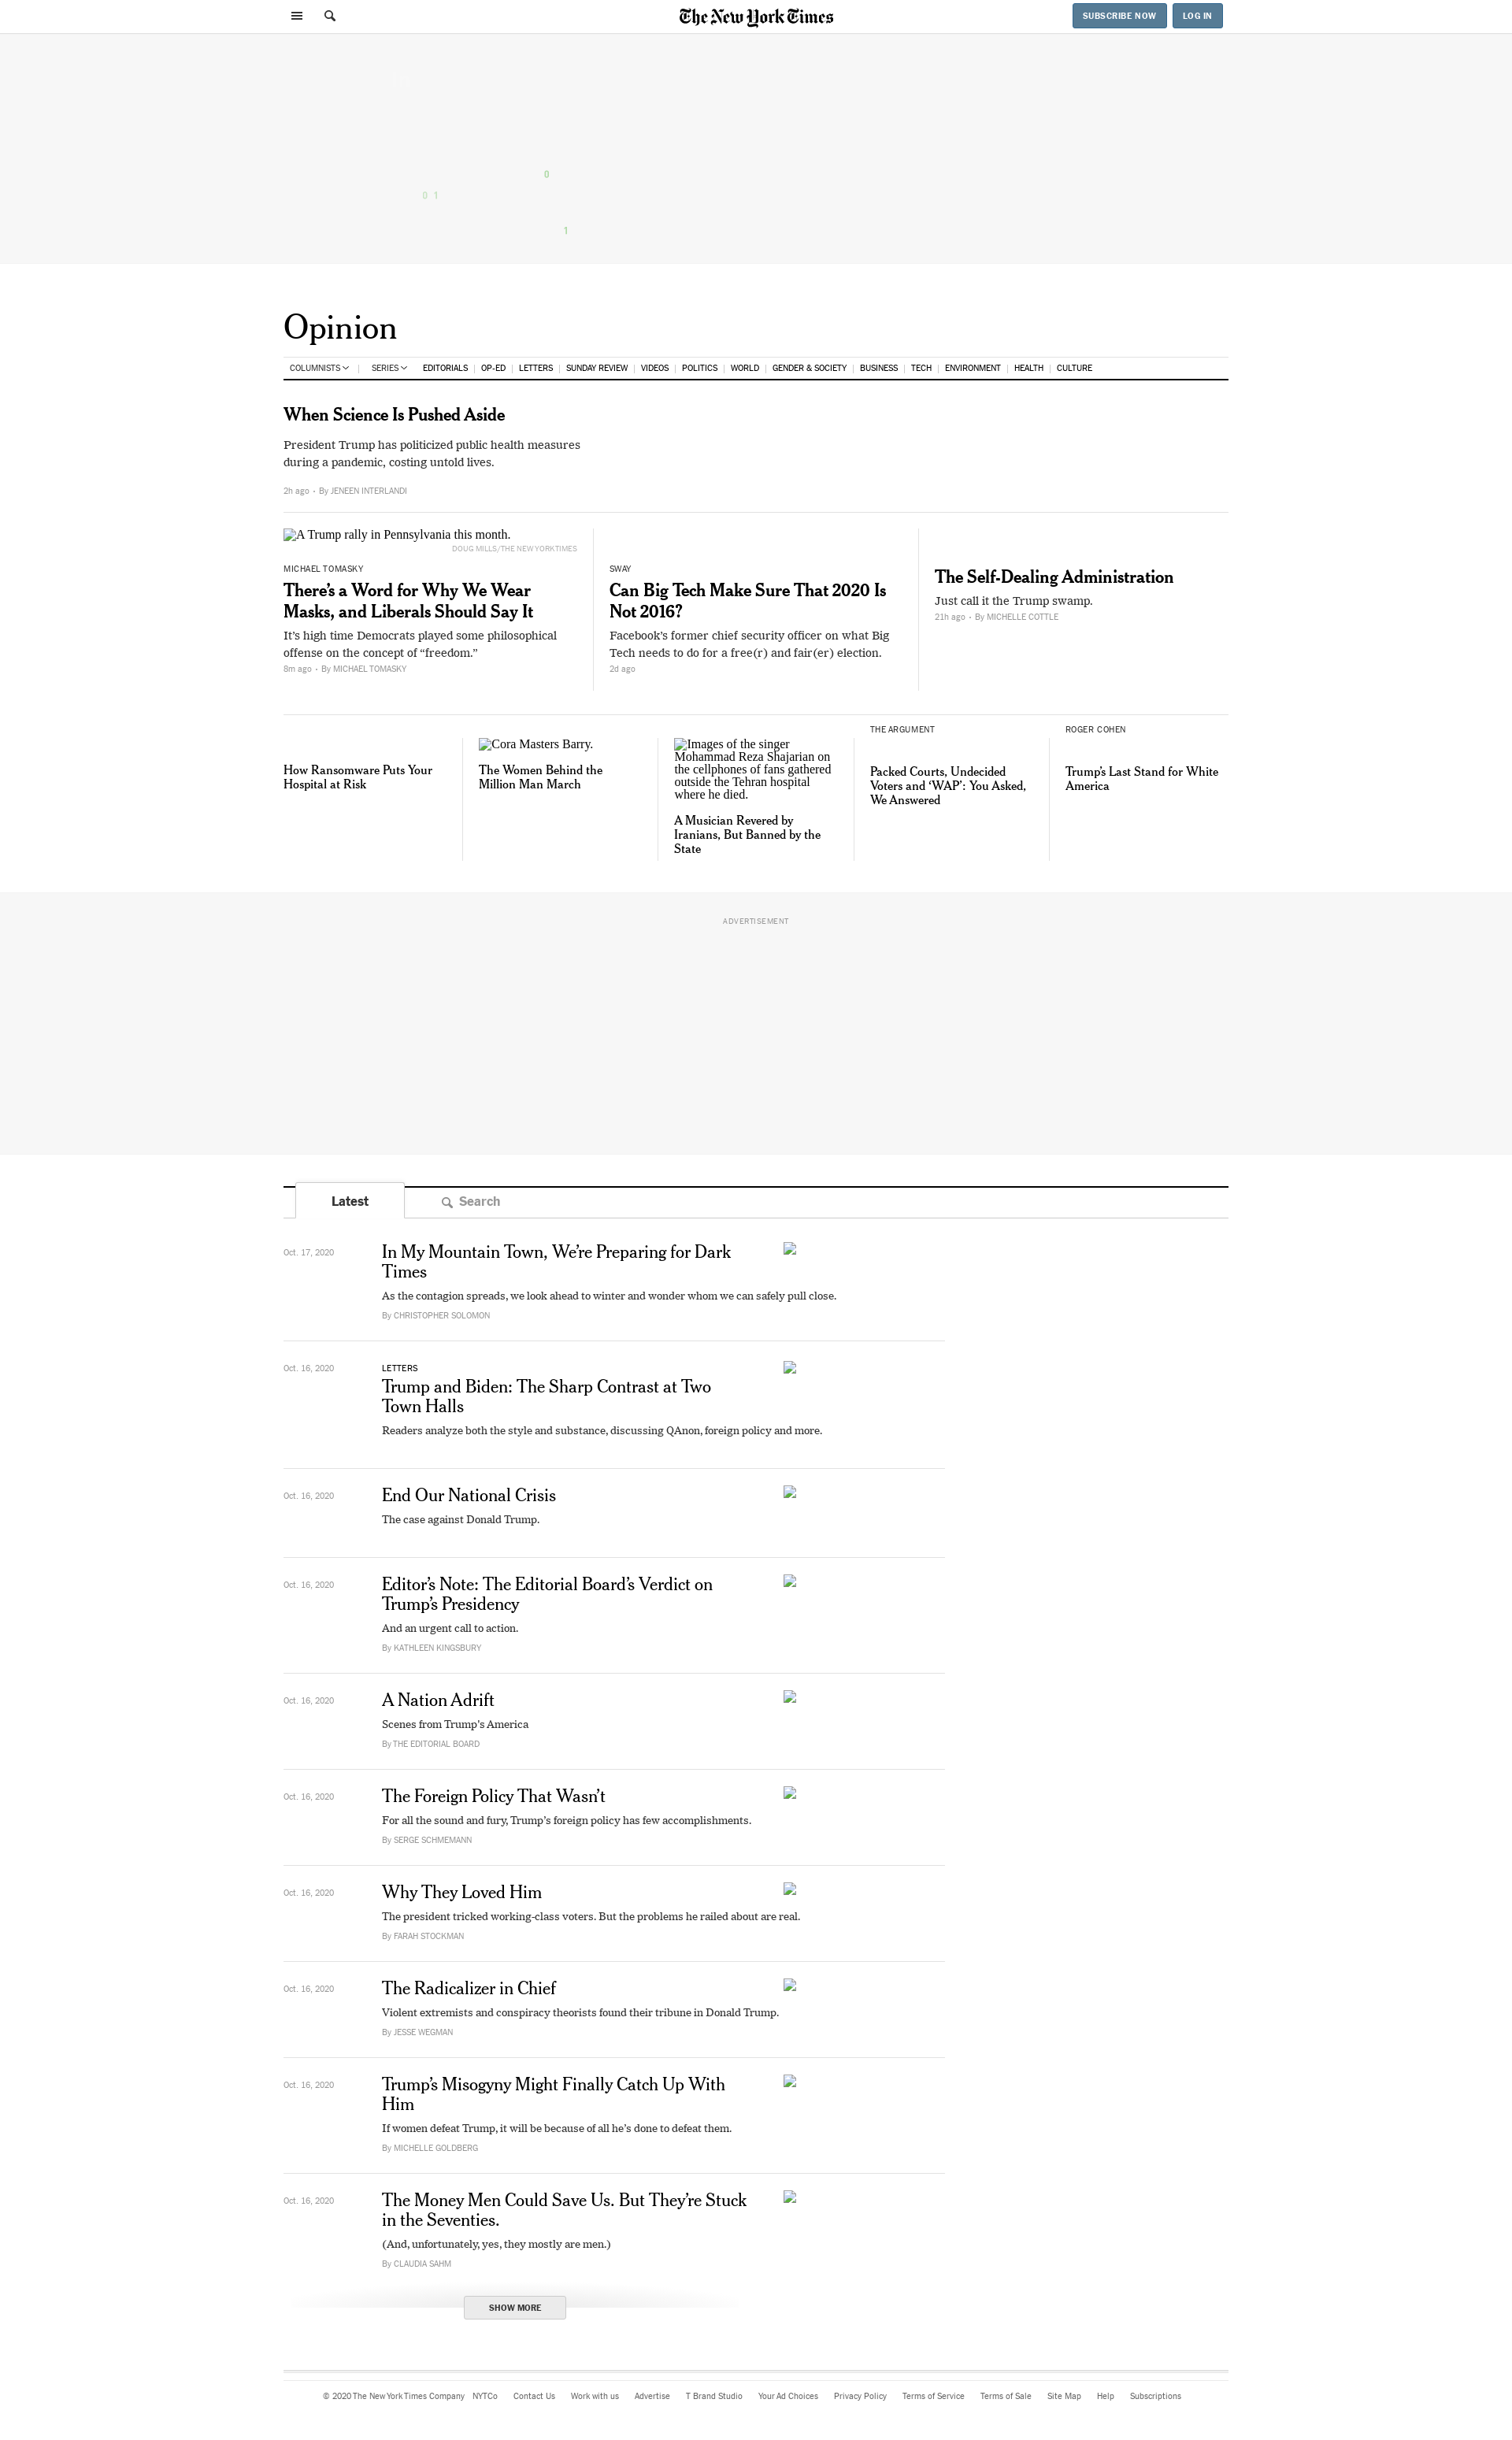 The New York Times
SUBSCRIBE NOW
LOG IN
0
0 1
1
Opinion
COLUMNISTS SERIES EDITORIALS OP-ED LETTERS SUNDAY REVIEW VIDEOS POLITICS WORLD GENDER & SOCIETY BUSINESS TECH ENVIRONMENT HEALTH CULTURE
When Science Is Pushed Aside
President Trump has politicized public health measures
during a pandemic, costing untold lives.
2h ago • By JENEEN INTERLANDI
A Trump rally in Pennsylvania this month.
DOUG MILLS/THE NEW YORK TIMES
MICHAEL TOMASKY
There’s a Word for Why We Wear
Masks, and Liberals Should Say It
It’s high time Democrats played some philosophical
offense on the concept of “freedom.”
8m ago • By MICHAEL TOMASKY
SWAY
Can Big Tech Make Sure That 2020 Is
Not 2016?
Facebook’s former chief security officer on what Big
Tech needs to do for a free(r) and fair(er) election.
2d ago
The Self-Dealing Administration
Just call it the Trump swamp.
21h ago • By MICHELLE COTTLE
How Ransomware Puts Your
Hospital at Risk
Cora Masters Barry.
The Women Behind the
Million Man March
Images of the singer
Mohammad Reza Shajarian on
the cellphones of fans gathered
outside the Tehran hospital
where he died.
A Musician Revered by
Iranians, But Banned by the
State
THE ARGUMENT
Packed Courts, Undecided
Voters and ‘WAP’: You Asked,
We Answered
ROGER COHEN
Trump’s Last Stand for White
America
ADVERTISEMENT
Latest
Search
Oct. 17, 2020
In My Mountain Town, We’re Preparing for Dark
Times
As the contagion spreads, we look ahead to winter and wonder whom we can safely pull close.
By CHRISTOPHER SOLOMON
Oct. 16, 2020
LETTERS
Trump and Biden: The Sharp Contrast at Two
Town Halls
Readers analyze both the style and substance, discussing QAnon, foreign policy and more.
Oct. 16, 2020
End Our National Crisis
The case against Donald Trump.
Oct. 16, 2020
Editor’s Note: The Editorial Board’s Verdict on
Trump’s Presidency
And an urgent call to action.
By KATHLEEN KINGSBURY
Oct. 16, 2020
A Nation Adrift
Scenes from Trump’s America
By THE EDITORIAL BOARD
Oct. 16, 2020
The Foreign Policy That Wasn’t
For all the sound and fury, Trump’s foreign policy has few accomplishments.
By SERGE SCHMEMANN
Oct. 16, 2020
Why They Loved Him
The president tricked working-class voters. But the problems he railed about are real.
By FARAH STOCKMAN
Oct. 16, 2020
The Radicalizer in Chief
Violent extremists and conspiracy theorists found their tribune in Donald Trump.
By JESSE WEGMAN
Oct. 16, 2020
Trump’s Misogyny Might Finally Catch Up With
Him
If women defeat Trump, it will be because of all he’s done to defeat them.
By MICHELLE GOLDBERG
Oct. 16, 2020
The Money Men Could Save Us. But They’re Stuck
in the Seventies.
(And, unfortunately, yes, they mostly are men.)
By CLAUDIA SAHM
SHOW MORE
© 2020 The New York Times Company NYTCo Contact Us Work with us Advertise T Brand Studio Your Ad Choices Privacy Policy Terms of Service Terms of Sale Site Map Help Subscriptions